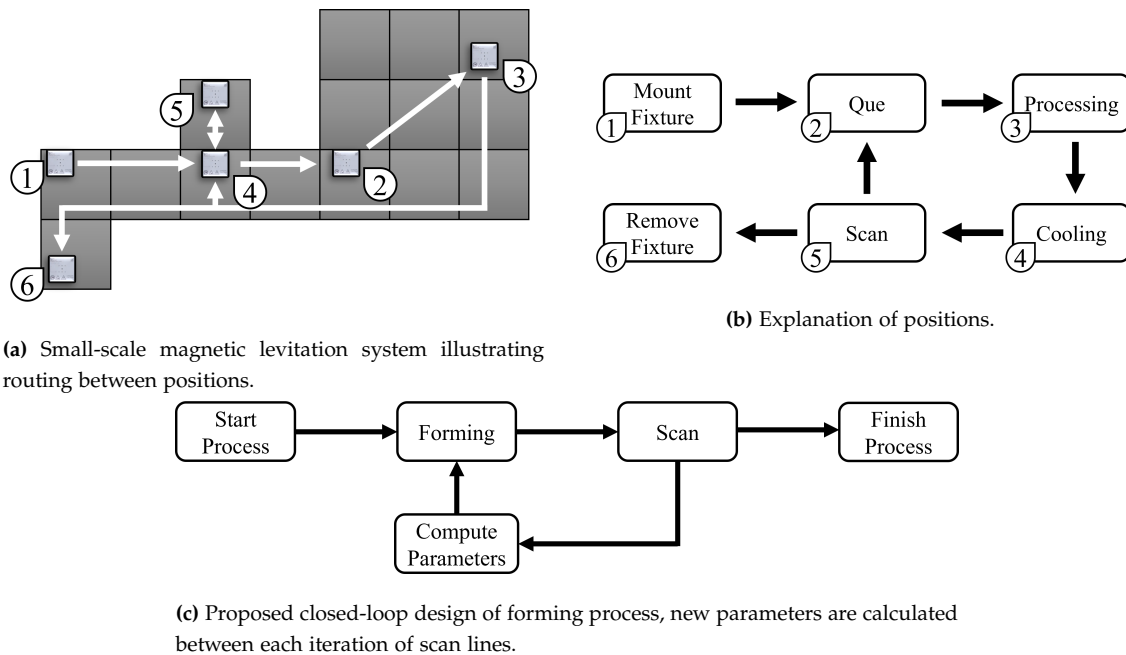 3
5
1
4
2
6
Mount
Fixture
1
Que
2
Processing
3
Remove
Fixture
6
Scan
5
Cooling
4
(b) Explanation of positions.
(a) Small-scale magnetic levitation system illustrating
routing between positions.
Start
Process
Forming
Scan
Finish
Process
Compute
Parameters
(c) Proposed closed-loop design of forming process, new parameters are calculated
between each iteration of scan lines.